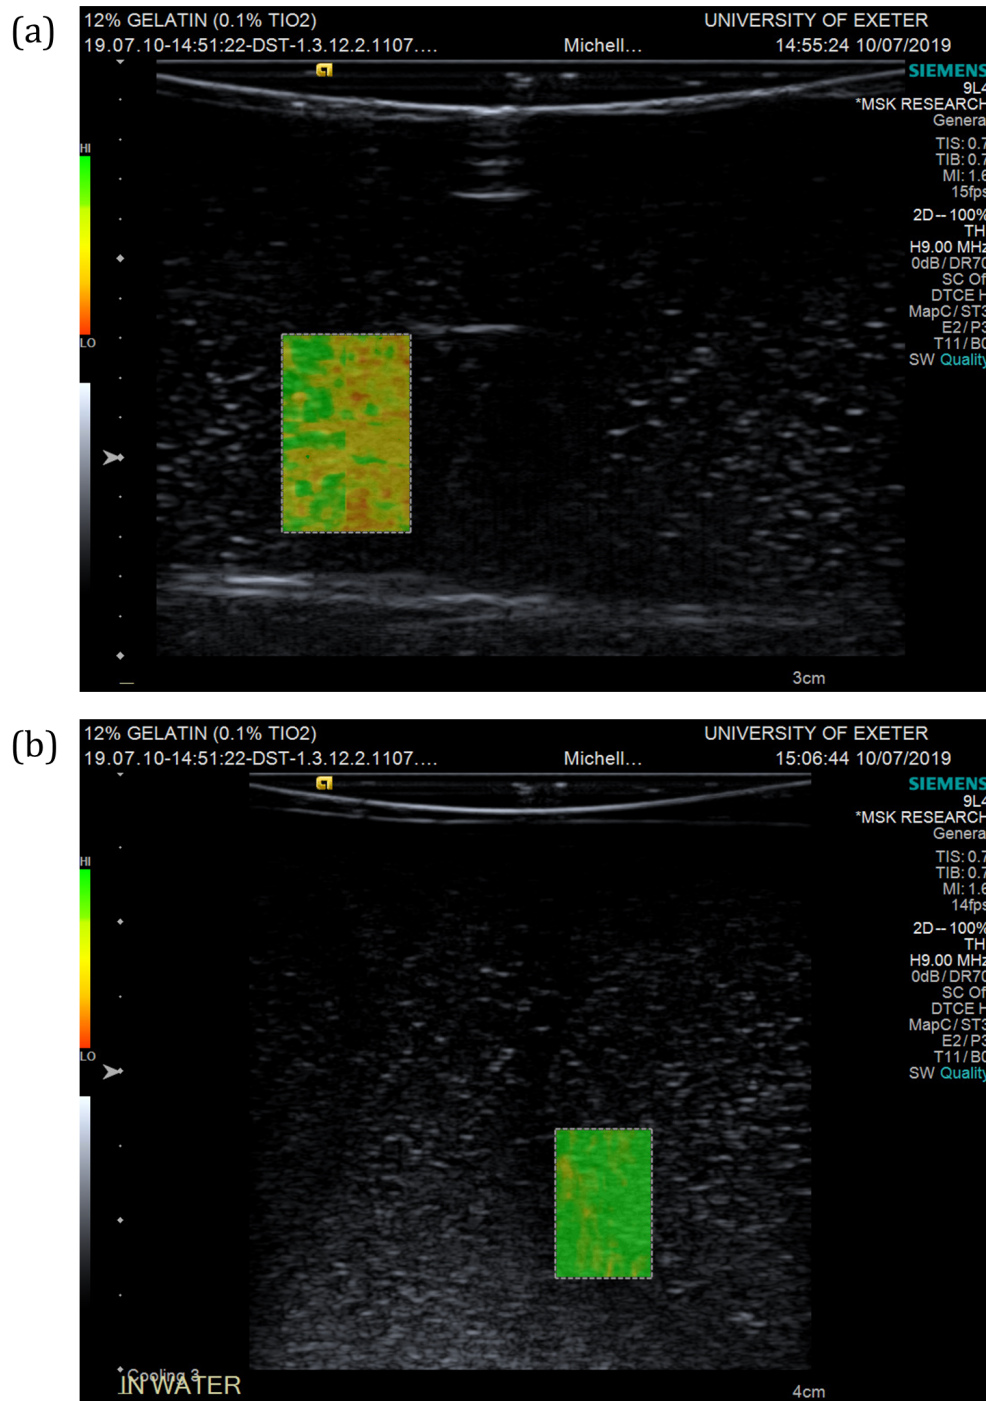 (a)
12% GELATIN (0.1% TIO2) UNIVERSITY OF EXETER
19.07.10-14:51:22-DST-1.3.12.2.1107.... Michell... 14:55:24 10/07/2019
SIEMENS
9L4
*MSK RESEARCH
Genera
TIS: 0.7
TIB: 0.7
MI: 1.6
15fps
2D-- 100%
TH
H9.00 MHz
0dB/DR70
SC Of
DTCE H
MapC/ST3
E2/P3
T11/B0
SW Quality
HI
LO
3cm
(b)
12% GELATIN (0.1% TIO2) UNIVERSITY OF EXETER
19.07.10-14:51:22-DST-1.3.12.2.1107.... Michell... 15:06:44 10/07/2019
SIEMENS
9L4
*MSK RESEARCH
Genera
TIS: 0.7
TIB: 0.7
MI: 1.6
14fps
2D-- 100%
TH
H9.00 MHz
0dB/DR70
SC Of
DTCE H
MapC/ST3
E2/P3
T11/B0
SW Quality
HI
LO
Cooling 3
IN WATER
4cm